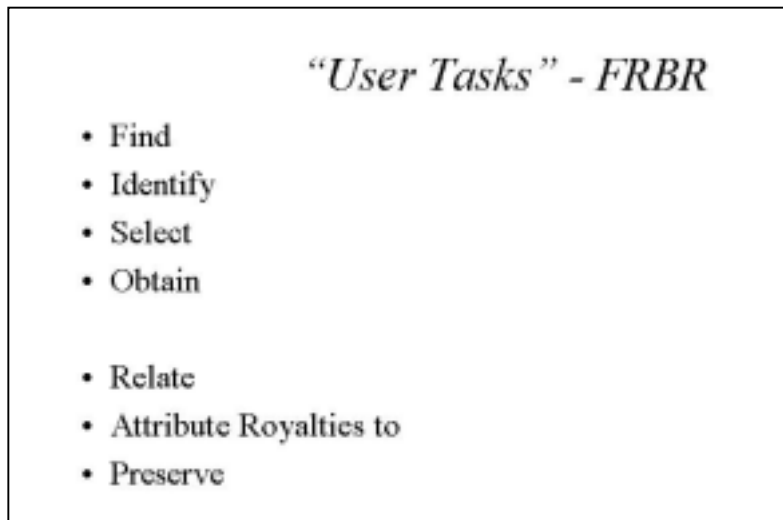 “User Tasks” - FRBR
• Find
• Identify
• Select
• Obtain
• Relate
• Attribute Royalties to
• Preserve